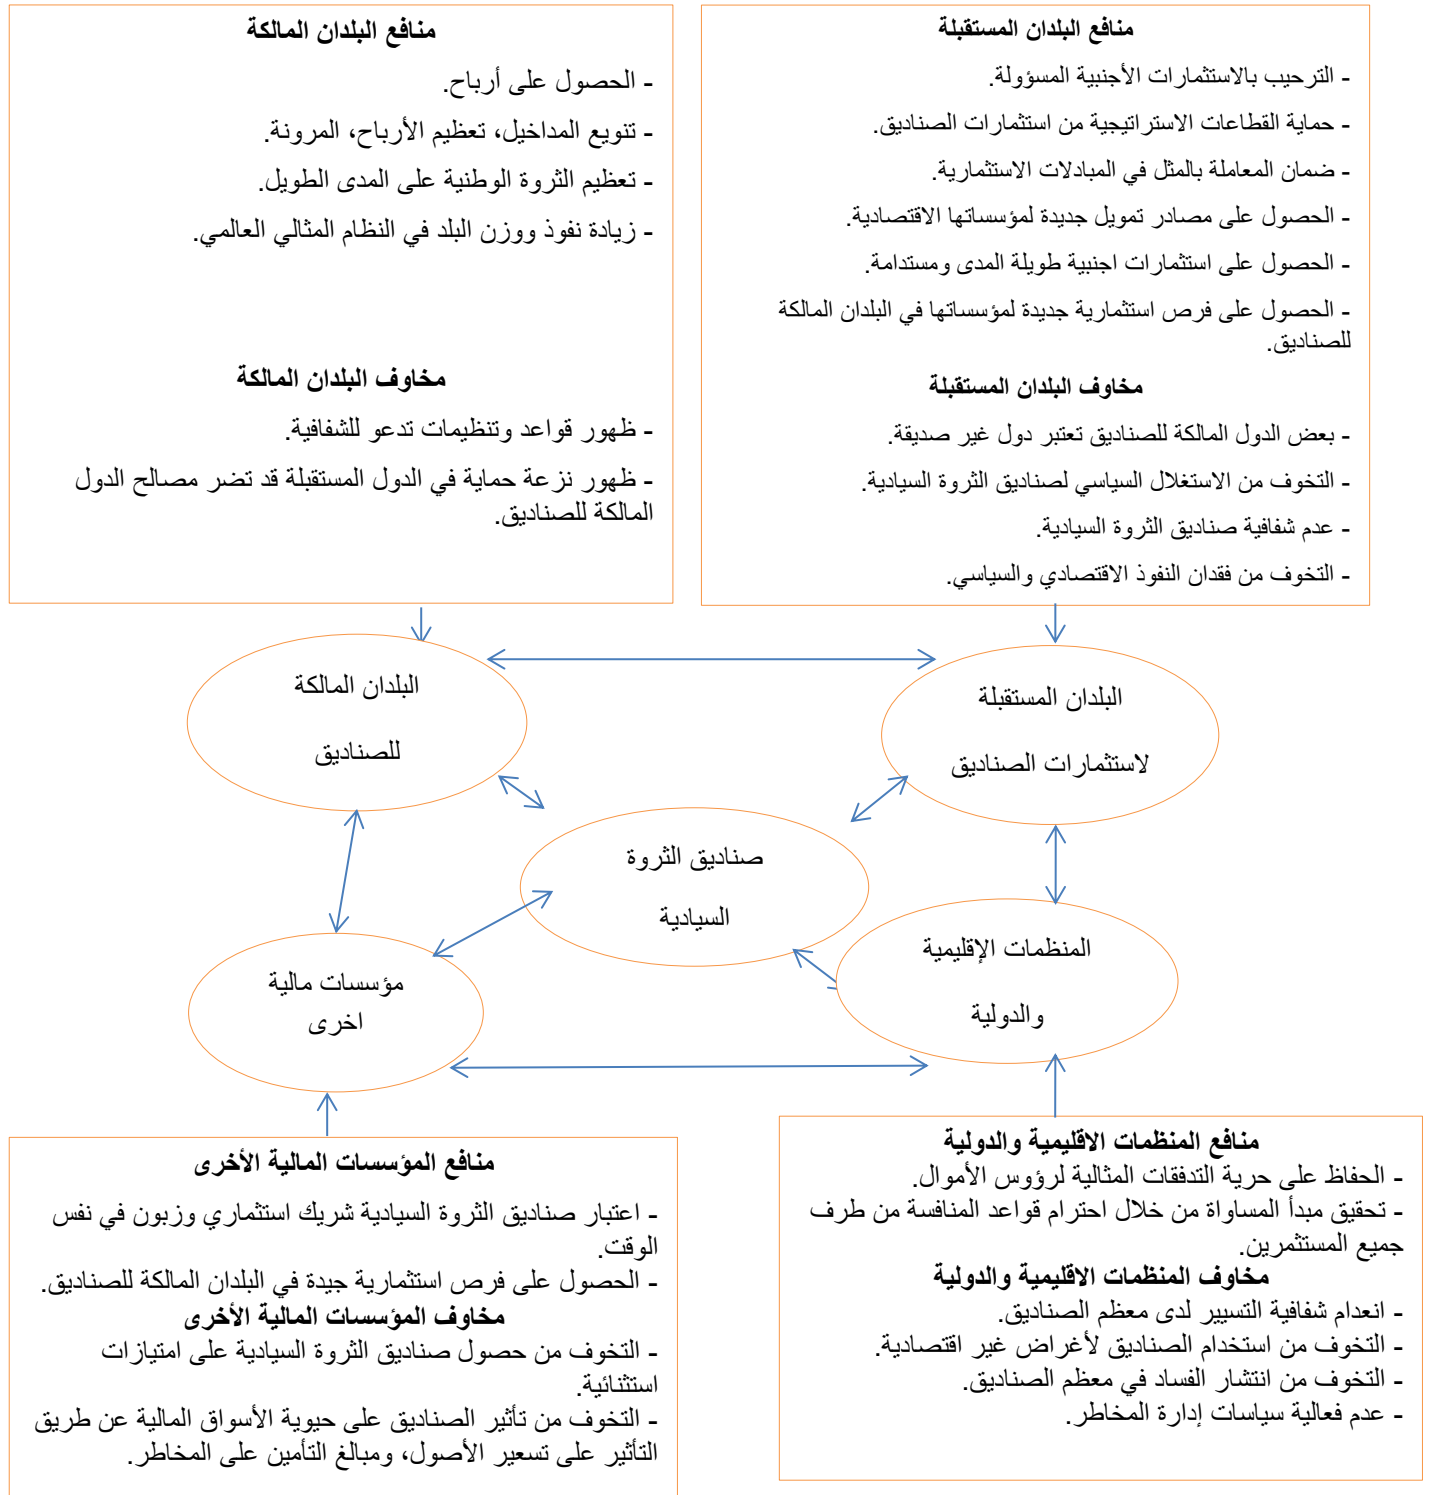 منافع البلدان المستقبلة
- الترحيب بالاستثمارات الأجنبية المسؤولة.
- حماية القطاعات الاستراتيجية من استثمارات الصناديق.
- ضمان المعاملة بالمثل في المبادلات الاستثمارية.
- الحصول على مصادر تمويل جديدة لمؤسساتها الاقتصادية.
- الحصول على استثمارات اجنبية طويلة المدى ومستدامة.
- الحصول على فرص استثمارية جديدة لمؤسساتها في البلدان المالكة
للصناديق.
مخاوف البلدان المستقبلة
- بعض الدول المالكة للصناديق تعتبر دول غير صديقة.
- التخوف من الاستغلال السياسي لصناديق الثروة السيادية.
- عدم شفافية صناديق الثروة السيادية.
- التخوف من فقدان النفوذ الاقتصادي والسياسي.
منافع البلدان المالكة
- الحصول على أرباح.
- تنويع المداخيل، تعظيم الأرباح، المرونة.
- تعظيم الثروة الوطنية على المدى الطويل.
- زيادة نفوذ ووزن البلد في النظام المثالي العالمي.
مخاوف البلدان المالكة
- ظهور قواعد وتنظيمات تدعو للشفافية.
- ظهور نزعة حماية في الدول المستقبلة قد تضر مصالح الدول
المالكة للصناديق.
البلدان المستقبلة
لاستثمارات الصناديق
البلدان المالكة
للصناديق
صناديق الثروة
السيادية
المنظمات الإقليمية
والدولية
مؤسسات مالية
اخرى
منافع المنظمات الاقليمية والدولية
- الحفاظ على حرية التدفقات المثالية لرؤوس الأموال.
- تحقيق مبدأ المساواة من خلال احترام قواعد المنافسة من طرف
جميع المستثمرين.
مخاوف المنظمات الاقليمية والدولية
- انعدام شفافية التسيير لدى معظم الصناديق.
- التخوف من استخدام الصناديق لأغراض غير اقتصادية.
- التخوف من انتشار الفساد في معظم الصناديق.
- عدم فعالية سياسات إدارة المخاطر.
منافع المؤسسات المالية الأخرى
- اعتبار صناديق الثروة السيادية شريك استثماري وزبون في نفس
الوقت.
- الحصول على فرص استثمارية جيدة في البلدان المالكة للصناديق.
مخاوف المؤسسات المالية الأخرى
- التخوف من حصول صناديق الثروة السيادية على امتيازات
استثنائية.
- التخوف من تأثير الصناديق على حيوية الأسواق المالية عن طريق
التأثير على تسعير الأصول، ومبالغ التأمين على المخاطر.